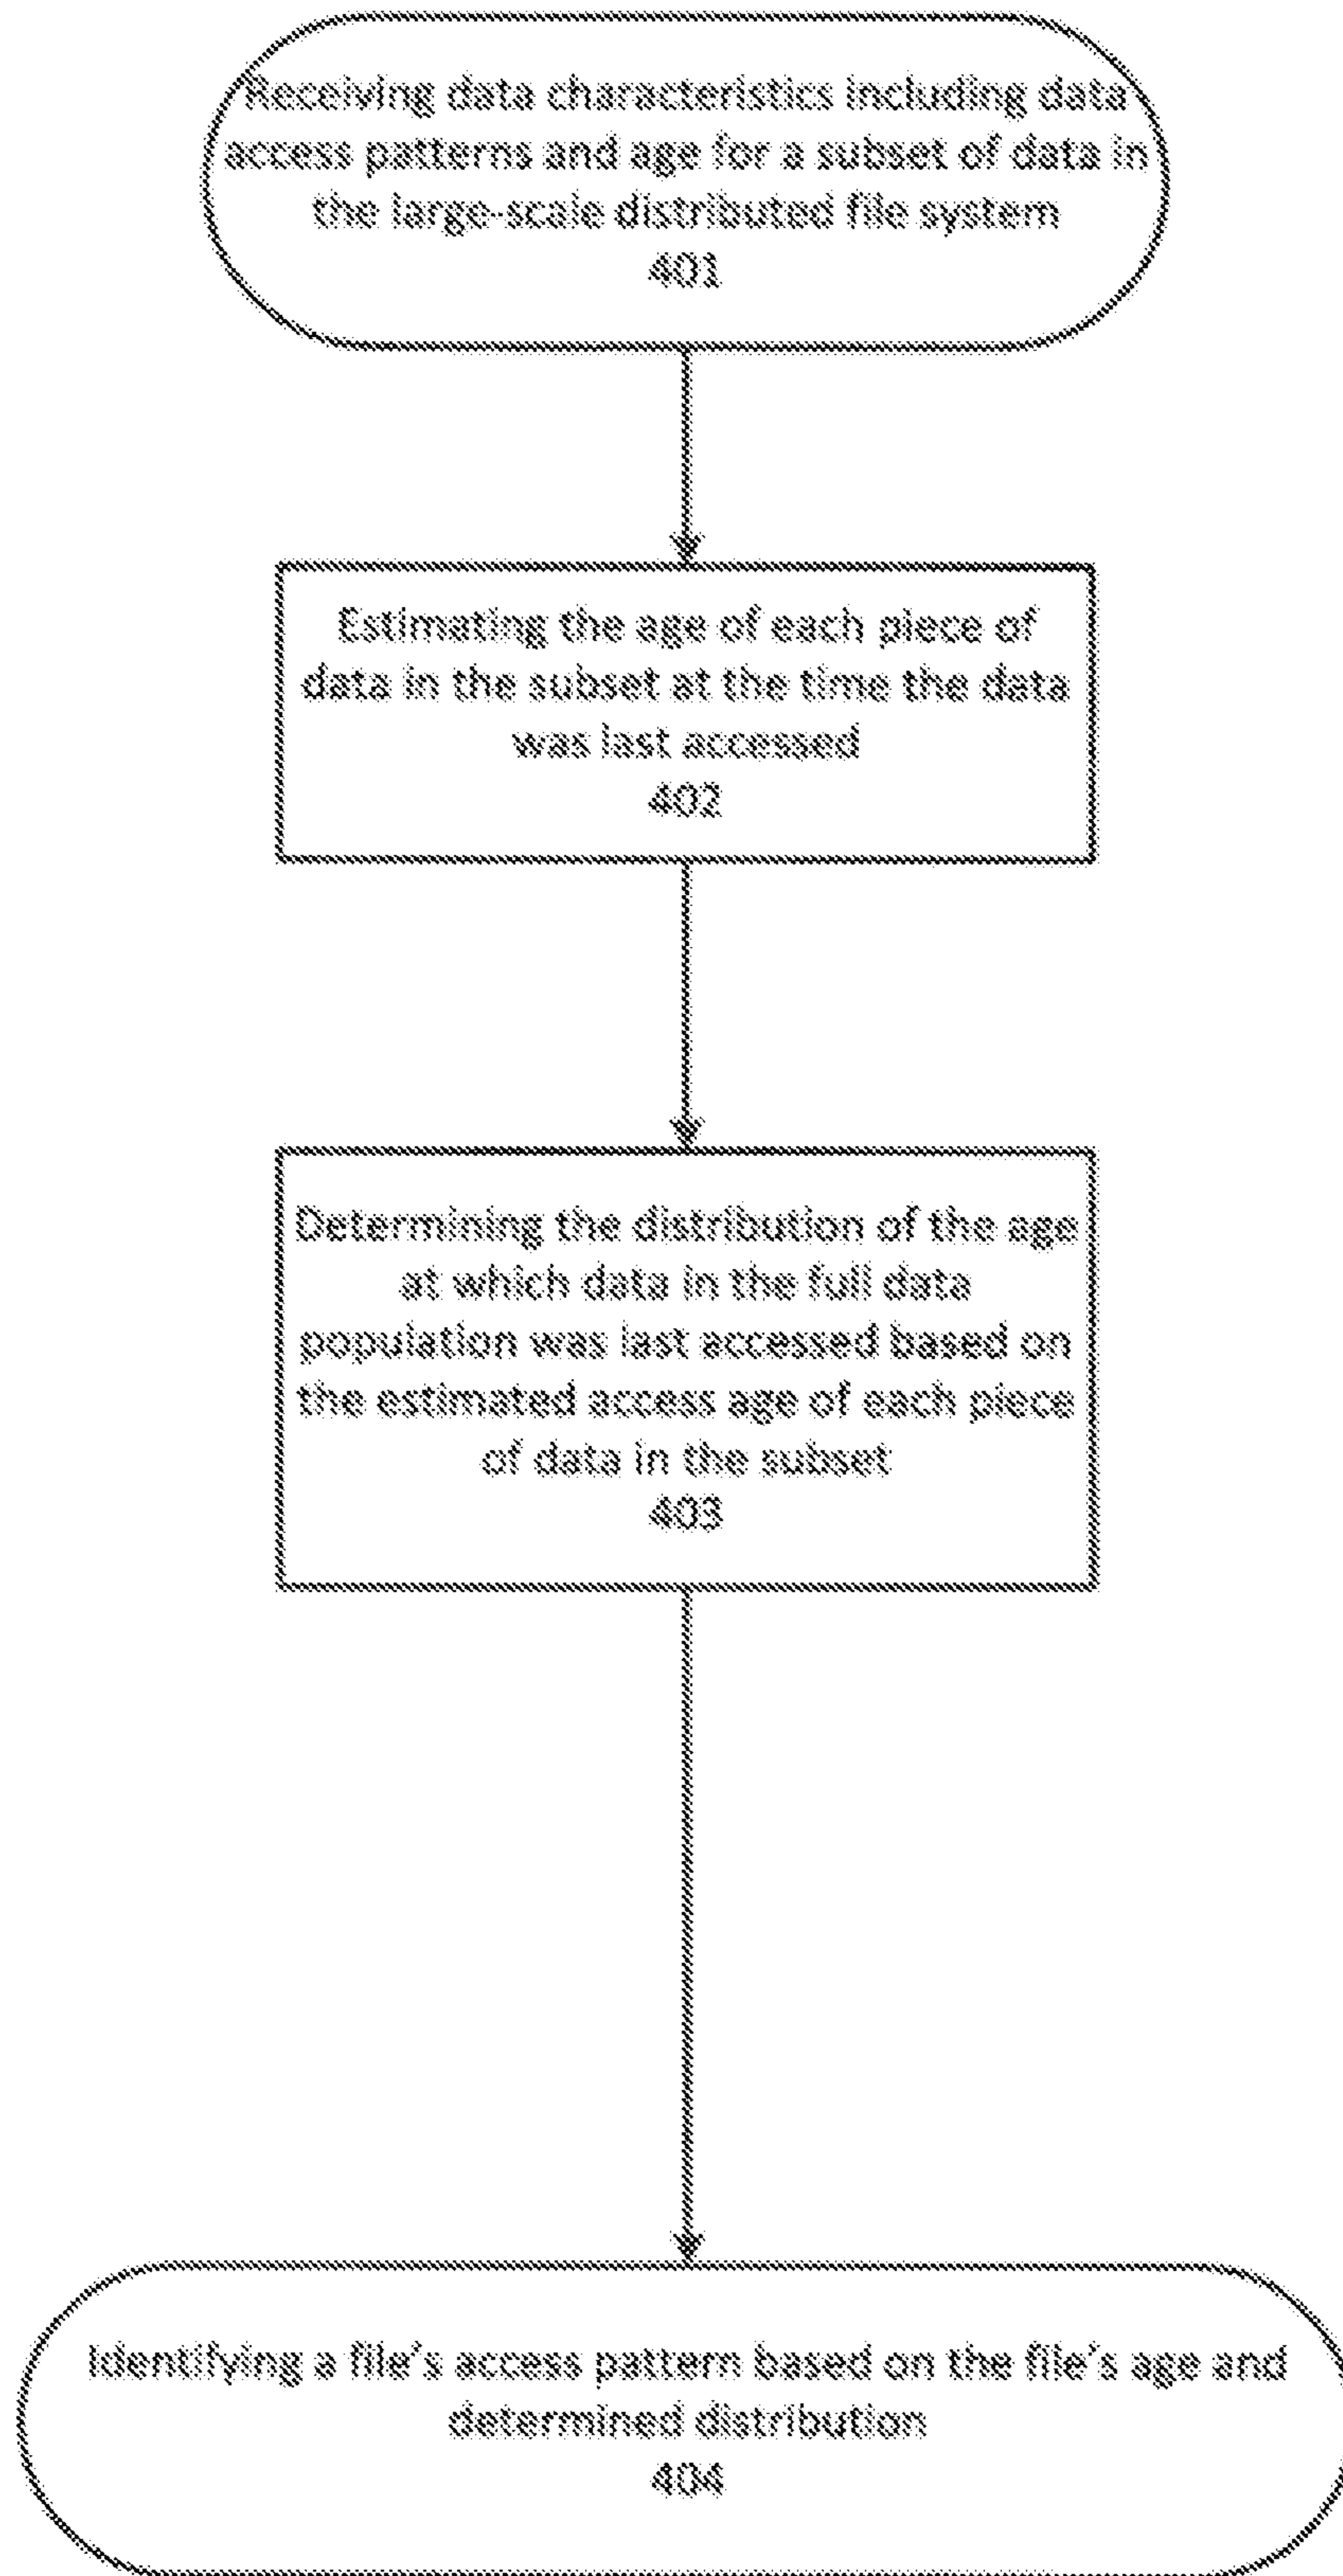 Receiving data characteristics including data
access patterns and age for a subset of data in
the large-scale distributed file system
401
Estimating the age of each piece of
data in the subset at the time the data
was last accessed
402
Determining the distribution of the age
at which data in the full data
population was last accessed based on
the estimated access age of each piece
of data in the subset
403
Identifying a file's access pattern based on the file's age and
determined distribution
404